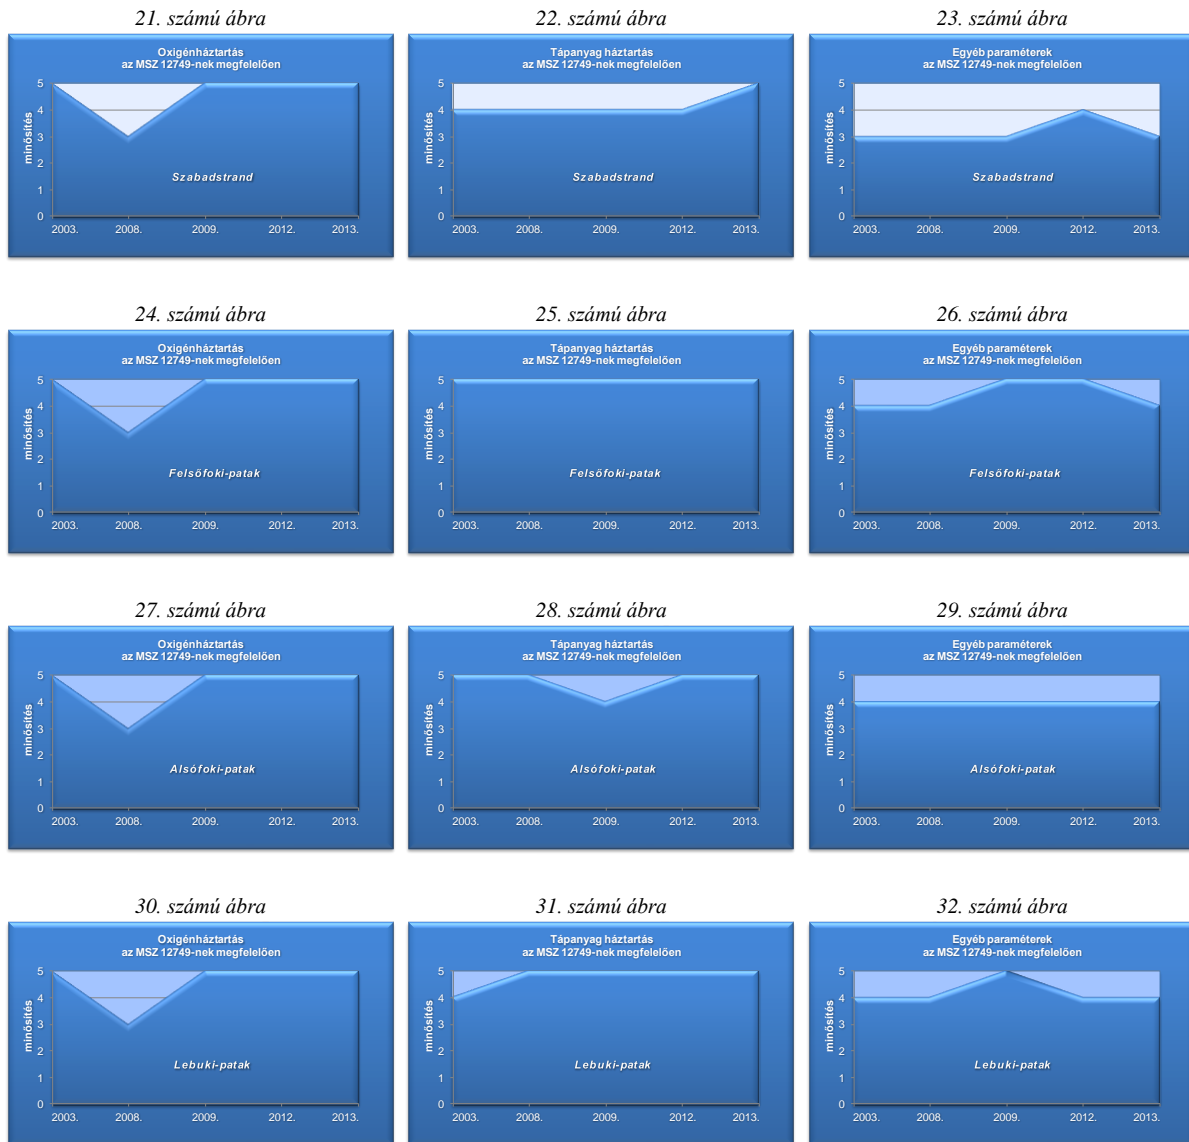 21. számú ábra
Oxigénháztartás
az MSZ 12749-nek megfelelően
minősítés
5
4
3
2
1
0
Szabadstrand
2003. 2008. 2009. 2012. 2013.
22. számú ábra
Tápanyag háztartás
az MSZ 12749-nek megfelelően
minősítés
5
4
3
2
1
0
Szabadstrand
2003. 2008. 2009. 2012. 2013.
23. számú ábra
Egyéb paraméterek
az MSZ 12749-nek megfelelően
minősítés
5
4
3
2
1
0
Szabadstrand
2003. 2008. 2009. 2012. 2013.
24. számú ábra
Oxigénháztartás
az MSZ 12749-nek megfelelően
minősítés
5
4
3
2
1
0
Felsőfoki-patak
2003. 2008. 2009. 2012. 2013.
25. számú ábra
Tápanyag háztartás
az MSZ 12749-nek megfelelően
minősítés
5
4
3
2
1
0
Felsőfoki-patak
2003. 2008. 2009. 2012. 2013.
26. számú ábra
Egyéb paraméterek
az MSZ 12749-nek megfelelően
minősítés
5
4
3
2
1
0
Felsőfoki-patak
2003. 2008. 2009. 2012. 2013.
27. számú ábra
Oxigénháztartás
az MSZ 12749-nek megfelelően
minősítés
5
4
3
2
1
0
Alsófoki-patak
2003. 2008. 2009. 2012. 2013.
28. számú ábra
Tápanyag háztartás
az MSZ 12749-nek megfelelően
minősítés
5
4
3
2
1
0
Alsófoki-patak
2003. 2008. 2009. 2012. 2013.
29. számú ábra
Egyéb paraméterek
az MSZ 12749-nek megfelelően
minősítés
5
4
3
2
1
0
Alsófoki-patak
2003. 2008. 2009. 2012. 2013.
30. számú ábra
Oxigénháztartás
az MSZ 12749-nek megfelelően
minősítés
5
4
3
2
1
0
Lebuki-patak
2003. 2008. 2009. 2012. 2013.
31. számú ábra
Tápanyag háztartás
az MSZ 12749-nek megfelelően
minősítés
5
4
3
2
1
0
Lebuki-patak
2003. 2008. 2009. 2012. 2013.
32. számú ábra
Egyéb paraméterek
az MSZ 12749-nek megfelelően
minősítés
5
4
3
2
1
0
Lebuki-patak
2003. 2008. 2009. 2012. 2013.